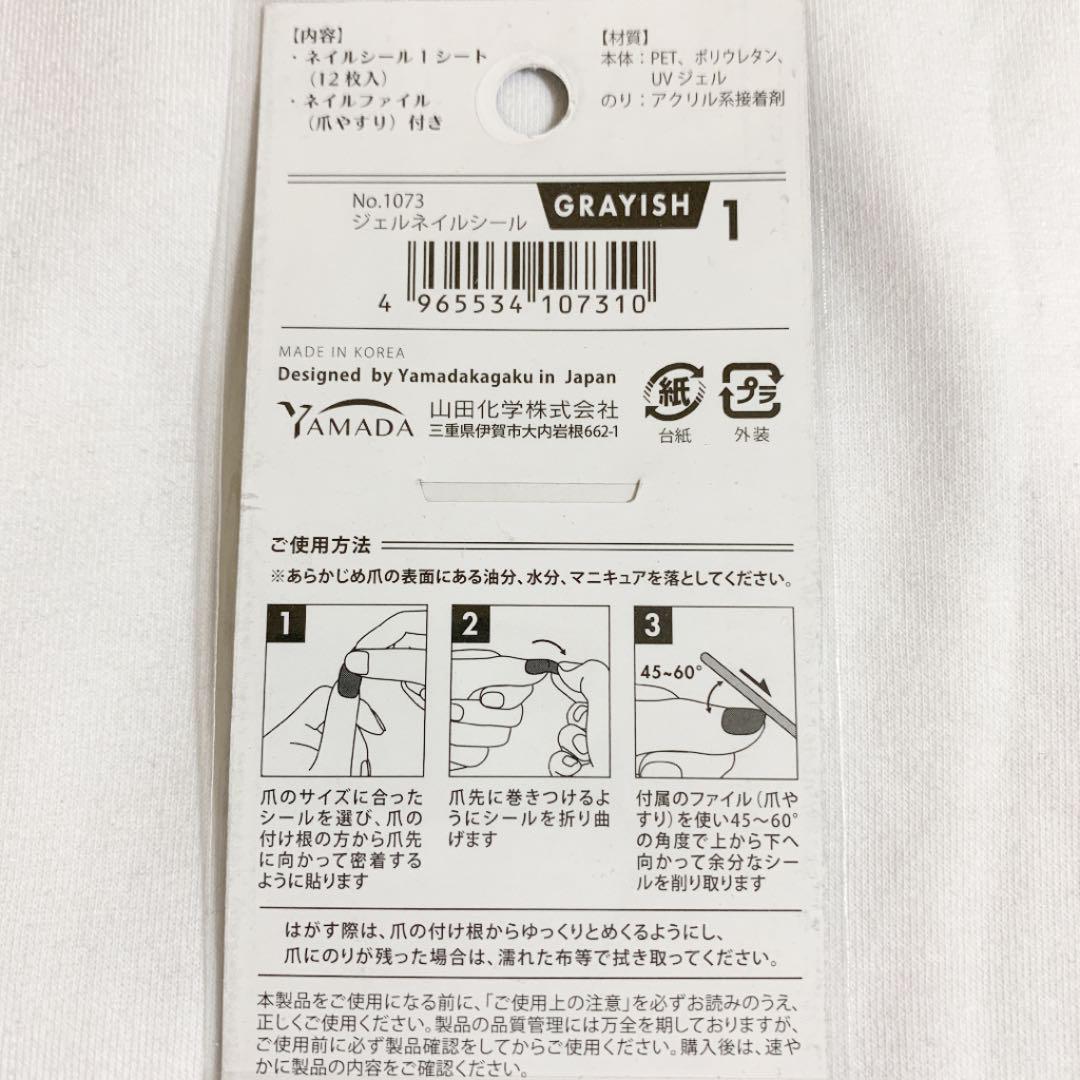 【内容】
・ネイルシール1シート
（12枚入）
・ネイルファイル
（爪やすり）付き
【材質】
本体：PET、ポリウレタン、
UVジェル
のり：アクリル系接着剤
No.1073
ジェルネイルシール
GRAYISH 1
4 965534 107310
MADE IN KOREA
Designed by Yamadakagaku in Japan
YAMADA
山田化学株式会社
三重県伊賀市大内岩根662-1
紙
台紙
プラ
外装
ご使用方法
※あらかじめ爪の表面にある油分、水分、マニキュアを落としてください。
1
爪のサイズに合った
シールを選び、爪の
付け根の方から爪先
に向かって密着する
ように貼ります
2
爪先に巻きつけるよ
うにシールを折り曲
げます
3
45~60°
付属のファイル（爪や
すり）を使い45～60°
の角度で上から下へ
向かって余分なシー
ルを削り取ります
はがす際は、爪の付け根からゆっくりとめくるようにし、
爪にのりが残った場合は、濡れた布等で拭き取ってください。
本製品をご使用になる前に、「ご使用上の注意」を必ずお読みのうえ、
正しくご使用ください。製品の品質管理には万全を期しておりますが、
ご使用前に必ず製品確認をしてからご使用ください。購入後は、速や
かに製品の内容をご確認ください。